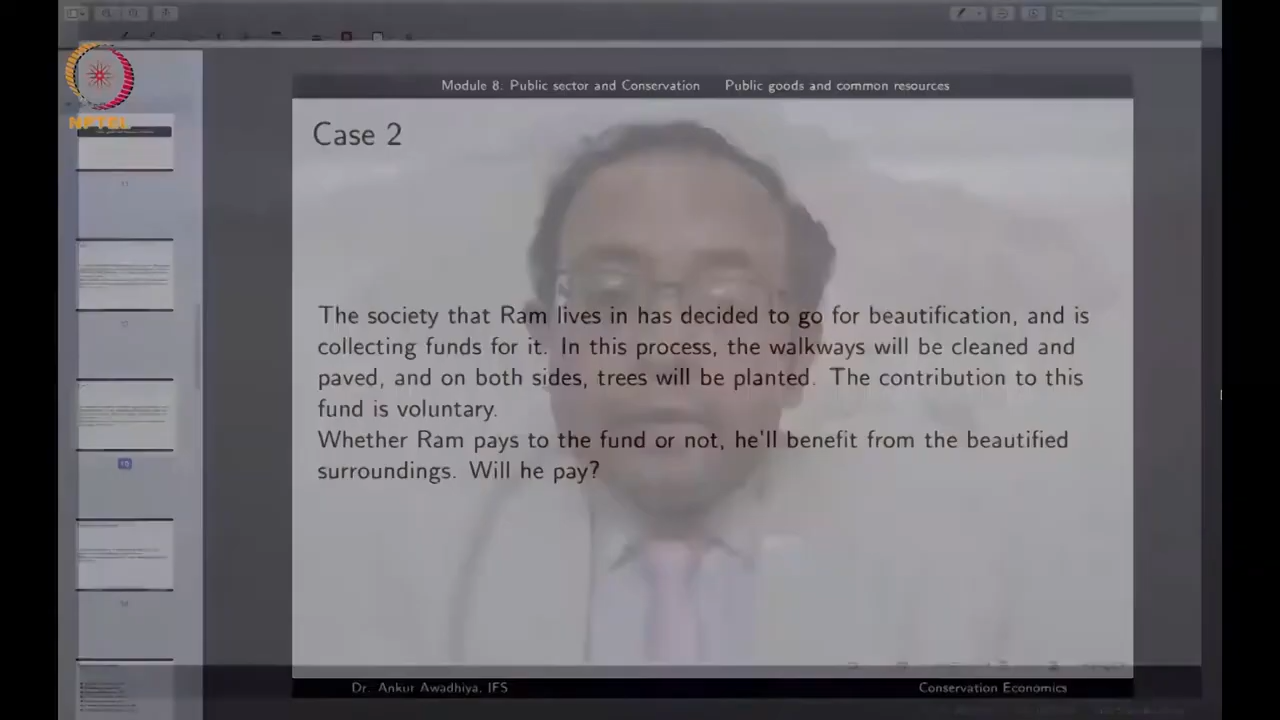 NPTEL
Module 8. Public sector and Conservation Public goods and common resources
Case 2
The society that Ram lives in has decided to go for beautification, and is
collecting funds for it. In this process, the walkways will be cleaned and
paved, and on both sides, trees will be planted. The contribution to this
fund is voluntary.
Whether Ram pays to the fund or not, he'll benefit from the beautified
surroundings. Will he pay?
Dr. Ankur Awadhiya, IFS Conservation Economics